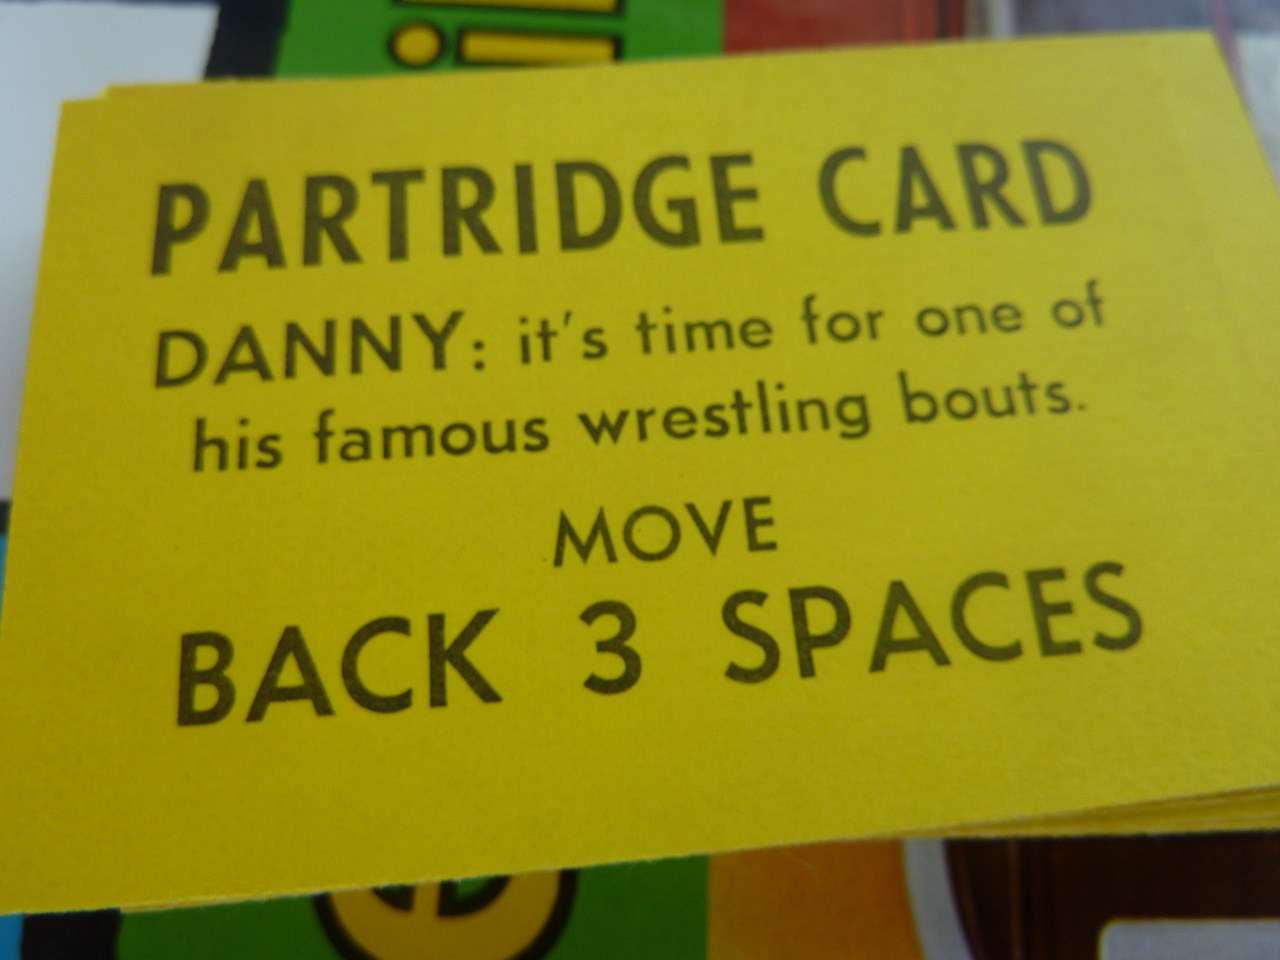 PARTRIDGE CARD
DANNY: it's time for one of
his famous wrestling bouts.
MOVE
BACK 3 SPACES